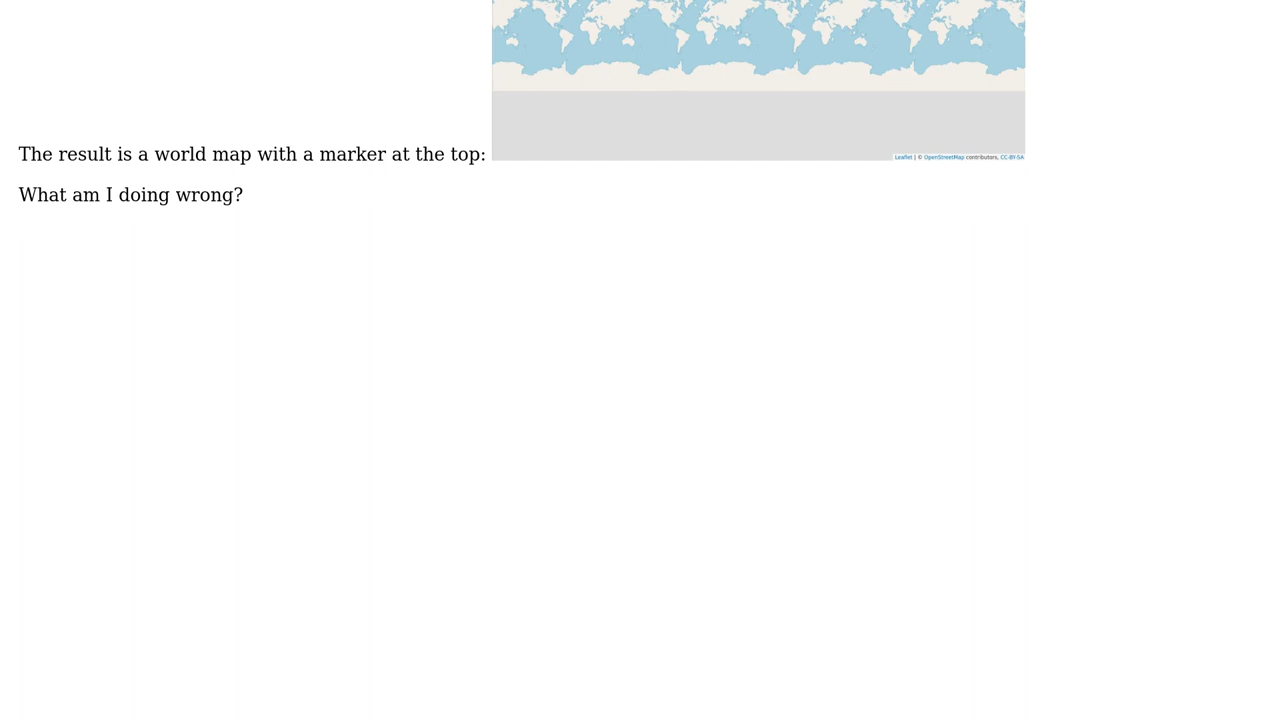 The result is a world map with a marker at the top:
Leaflet | © OpenStreetMap contributors, CC-BY-SA
What am I doing wrong?